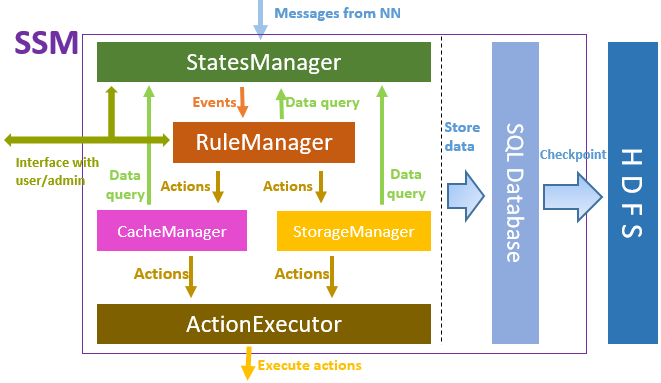 Messages from NN
SSM
StatesManager
Events
Data query
RuleManager
Interface with
user/admin
Data
query
Actions
Actions
Data
query
CacheManager
StorageManager
Actions
Actions
ActionExecutor
Execute actions
Store
data
SQL Database
Checkpoint
HDFS